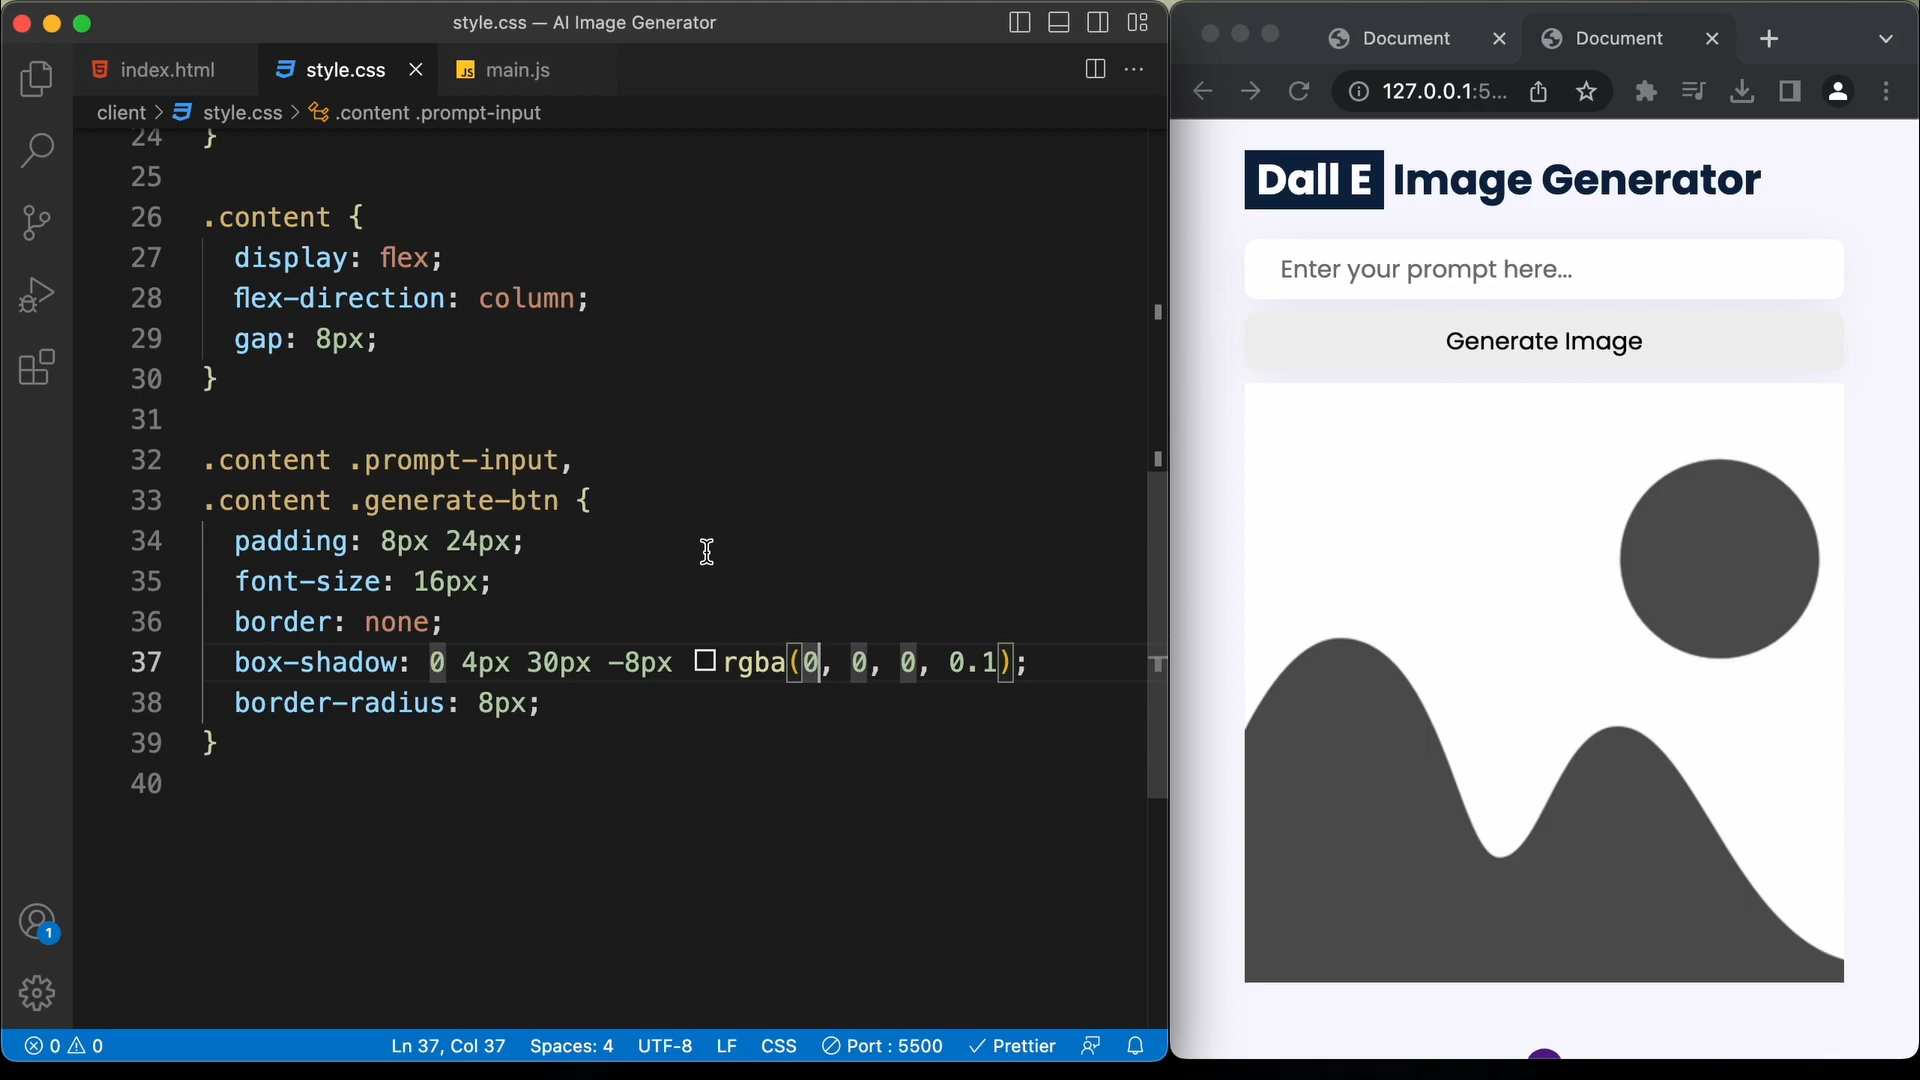 style.css — AI Image Generator
index.html
style.css
JS main.js
client > style.css > .content .prompt-input
24 }
25
26 .content {
27 display: flex;
28 flex-direction: column;
29 gap: 8px;
30 }
31
32 .content .prompt-input,
33 .content .generate-btn {
34 padding: 8px 24px;
35 font-size: 16px;
36 border: none;
37 box-shadow: 0 4px 30px -8px rgba(0, 0, 0, 0.1);
38 border-radius: 8px;
39 }
40
1
0 0
Ln 37, Col 37
Spaces: 4
UTF-8
LF
CSS
Port : 5500
Prettier
Document
Document
127.0.0.1:5...
Dall E Image Generator
Enter your prompt here...
Generate Image